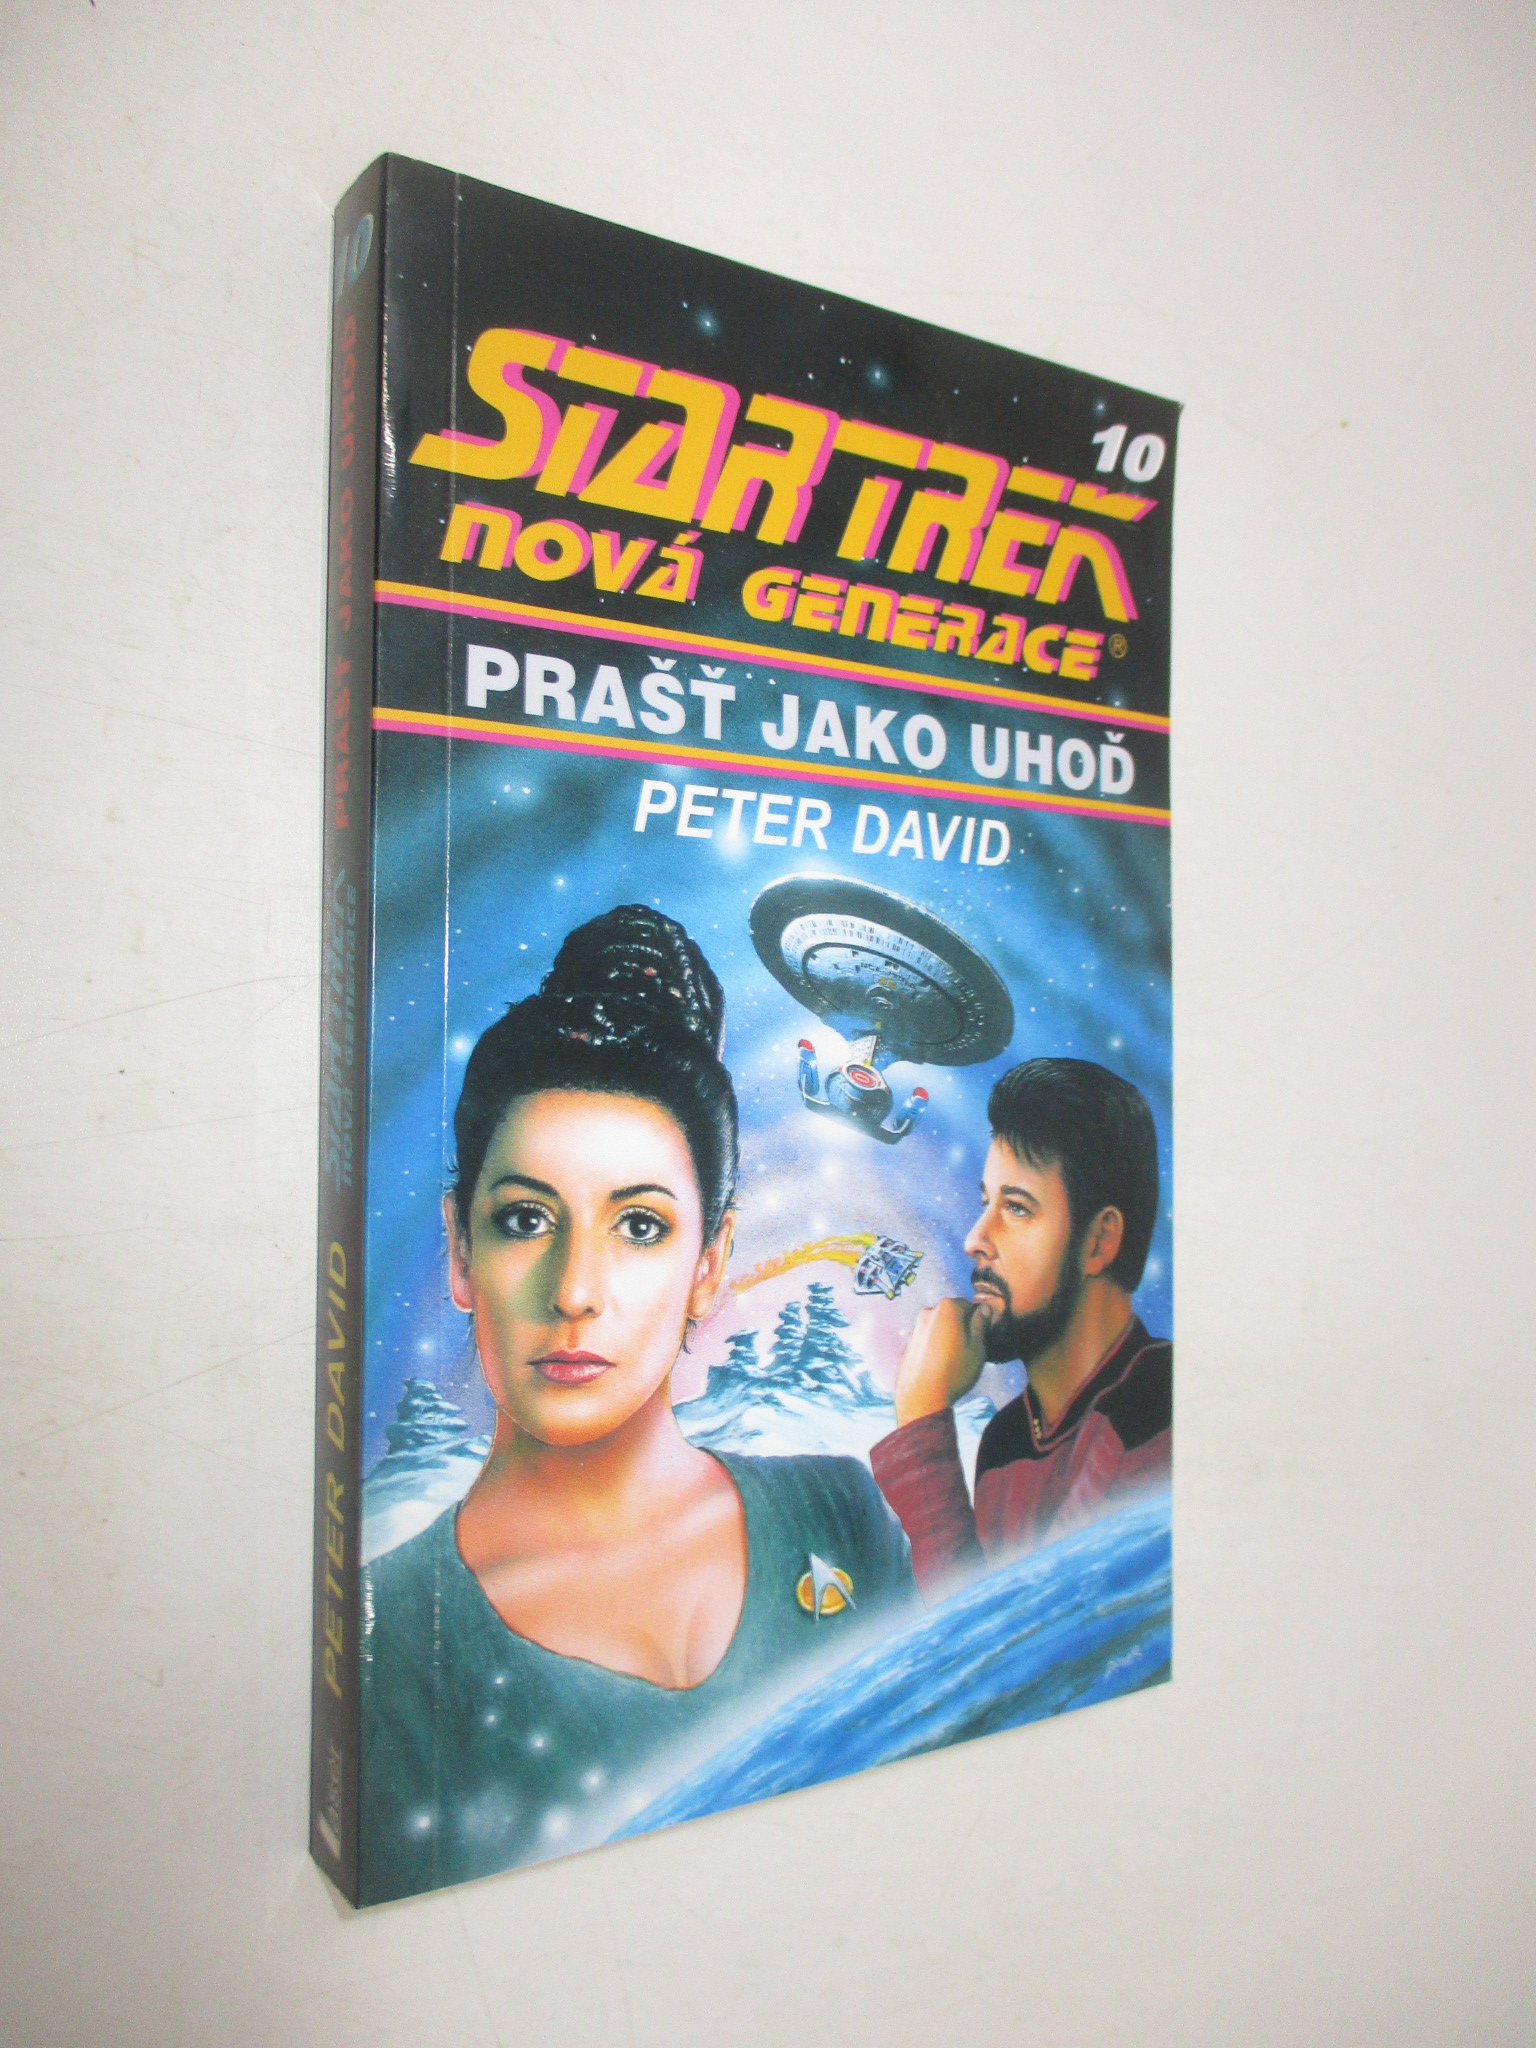 10
STAR TREK
NOVÁ GENERACE®
PRAŠŤ JAKO UHOĎ
PETER DAVID
10
PRAŠŤ JAKO UHOĎ
STAR TREK
NOVÁ GENERACE
PETER DAVID